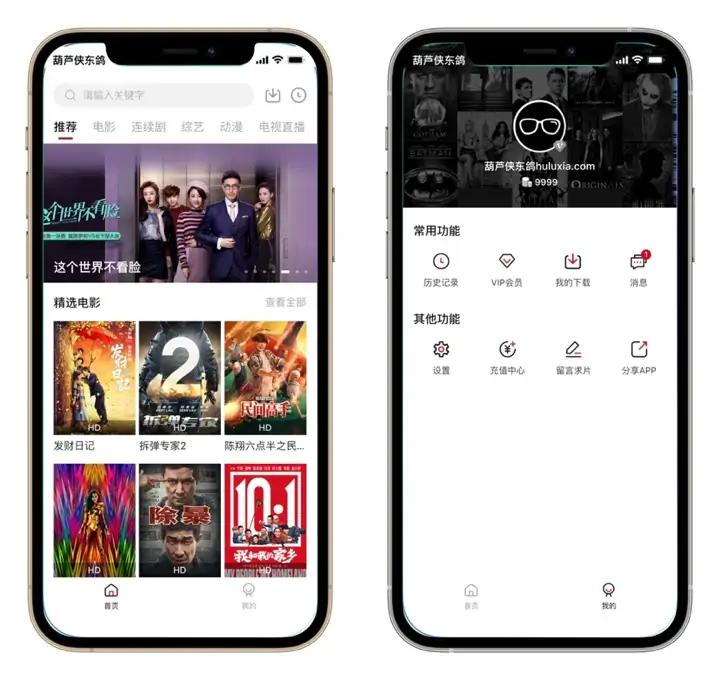 葫芦侠东鸽
请输入关键字
推荐 电影 连续剧 综艺 动漫 电视直播
这个世界不看脸
这个世界不看脸
精选电影 查看全部
发财日记
2
拆弹专家
民间高手
HD HD HD
发财日记 拆弹专家2 陈翔六点半之民...
除暴
10.1
我和我的家乡
MY PEOPLE MY HOMELAND
HD HD HD
首页 我的
葫芦侠东鸽
GOTHAM
BATMAN
ORIGINALS
V
葫芦侠东鸽huluxia.com
9999
常用功能
历史记录 VIP会员 我的下载 消息
1
其他功能
设置 充值中心 留言求片 分享APP
首页 我的